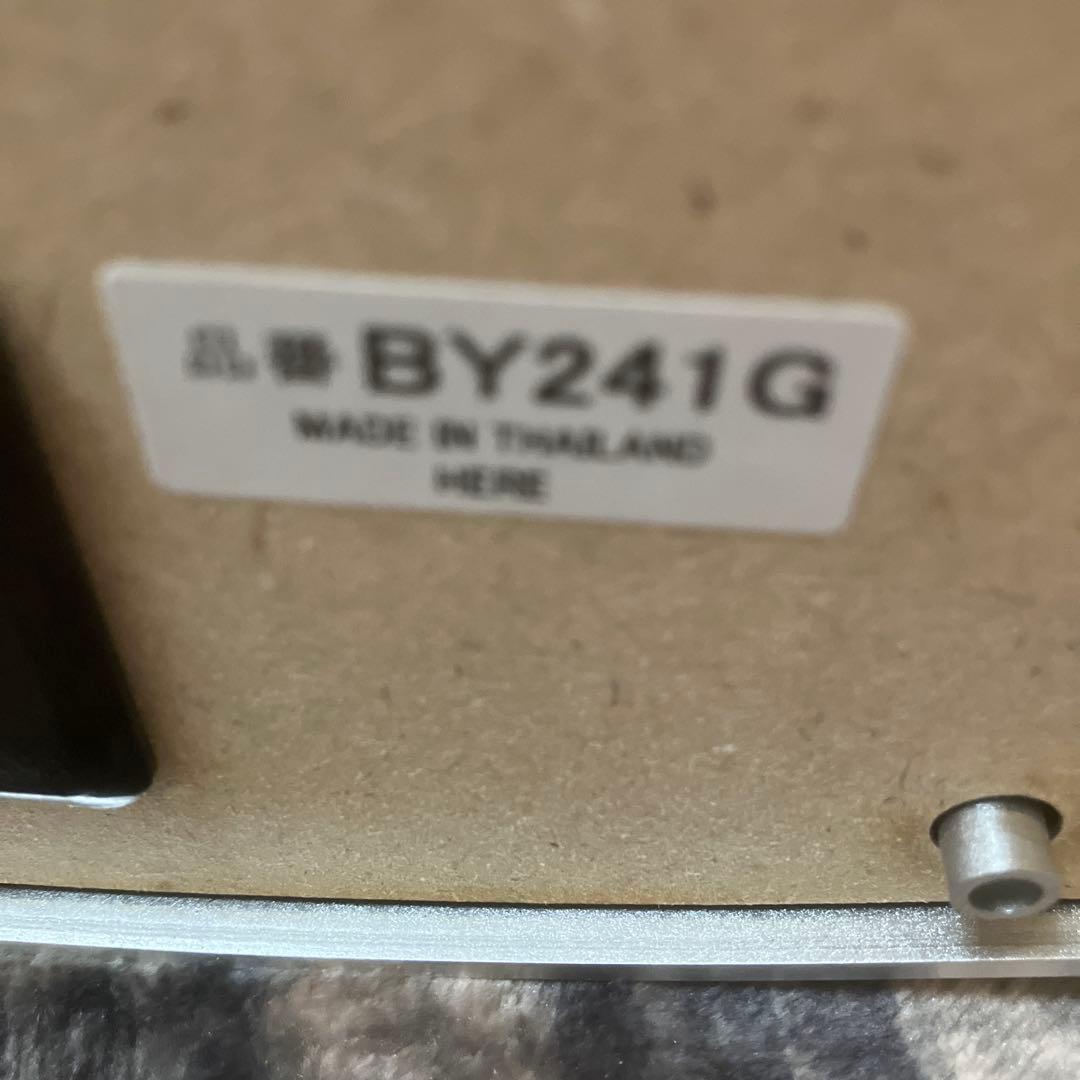 品番 BY241G
MADE IN THAILAND
HERE